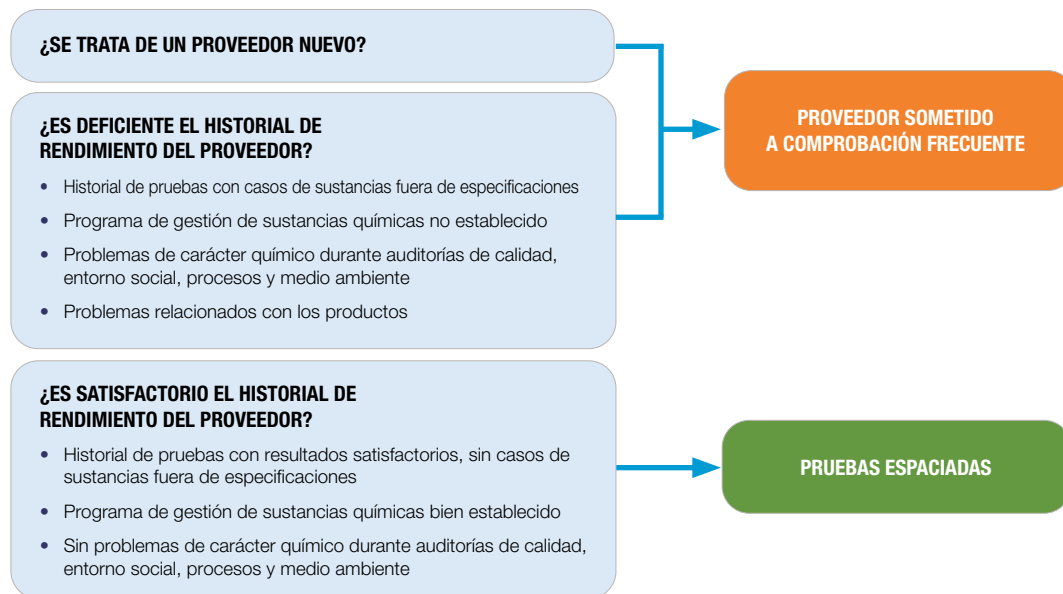 ¿SE TRATA DE UN PROVEEDOR NUEVO?
¿ES DEFICIENTE EL HISTORIAL DE
RENDIMIENTO DEL PROVEEDOR?
• Historial de pruebas con casos de sustancias fuera de especificaciones
• Programa de gestión de sustancias químicas no establecido
• Problemas de carácter químico durante auditorías de calidad,
entorno social, procesos y medio ambiente
• Problemas relacionados con los productos
PROVEEDOR SOMETIDO
A COMPROBACIÓN FRECUENTE
¿ES SATISFACTORIO EL HISTORIAL DE
RENDIMIENTO DEL PROVEEDOR?
• Historial de pruebas con resultados satisfactorios, sin casos de
sustancias fuera de especificaciones
• Programa de gestión de sustancias químicas bien establecido
• Sin problemas de carácter químico durante auditorías de calidad,
entorno social, procesos y medio ambiente
PRUEBAS ESPACIADAS